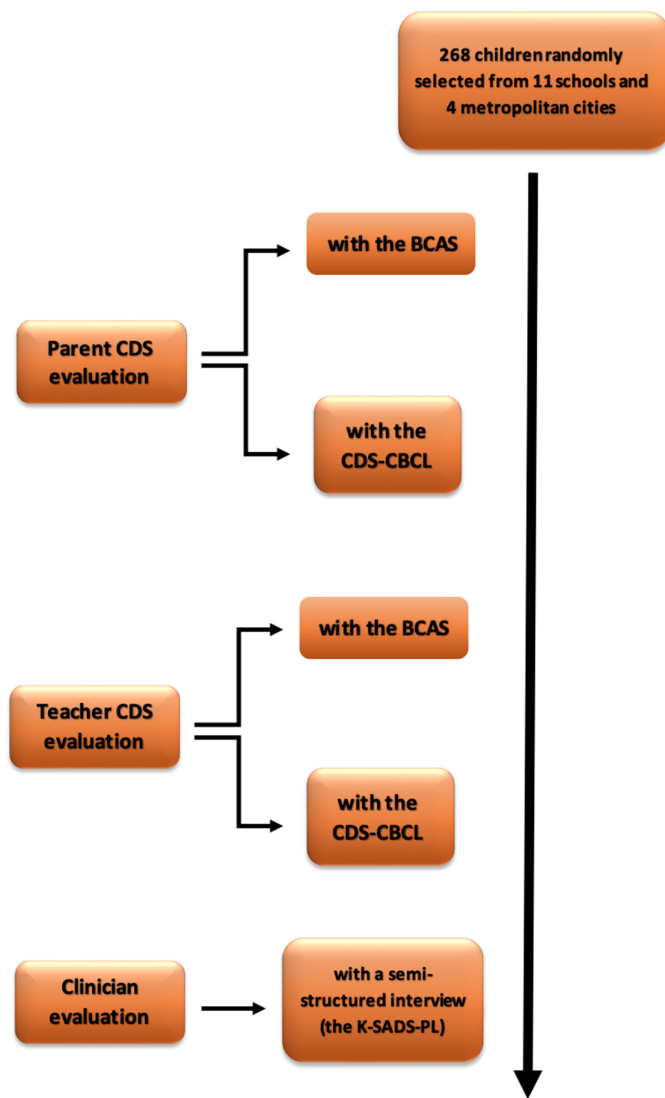 268 children randomly
selected from 11 schools and
4 metropolitan cities
with the BCAS
Parent CDS
evaluation
with the
CDS-CBCL
with the BCAS
Teacher CDS
evaluation
with the
CDS-CBCL
Clinician
evaluation
with a semi-
structured interview
(the K-SADS-PL)